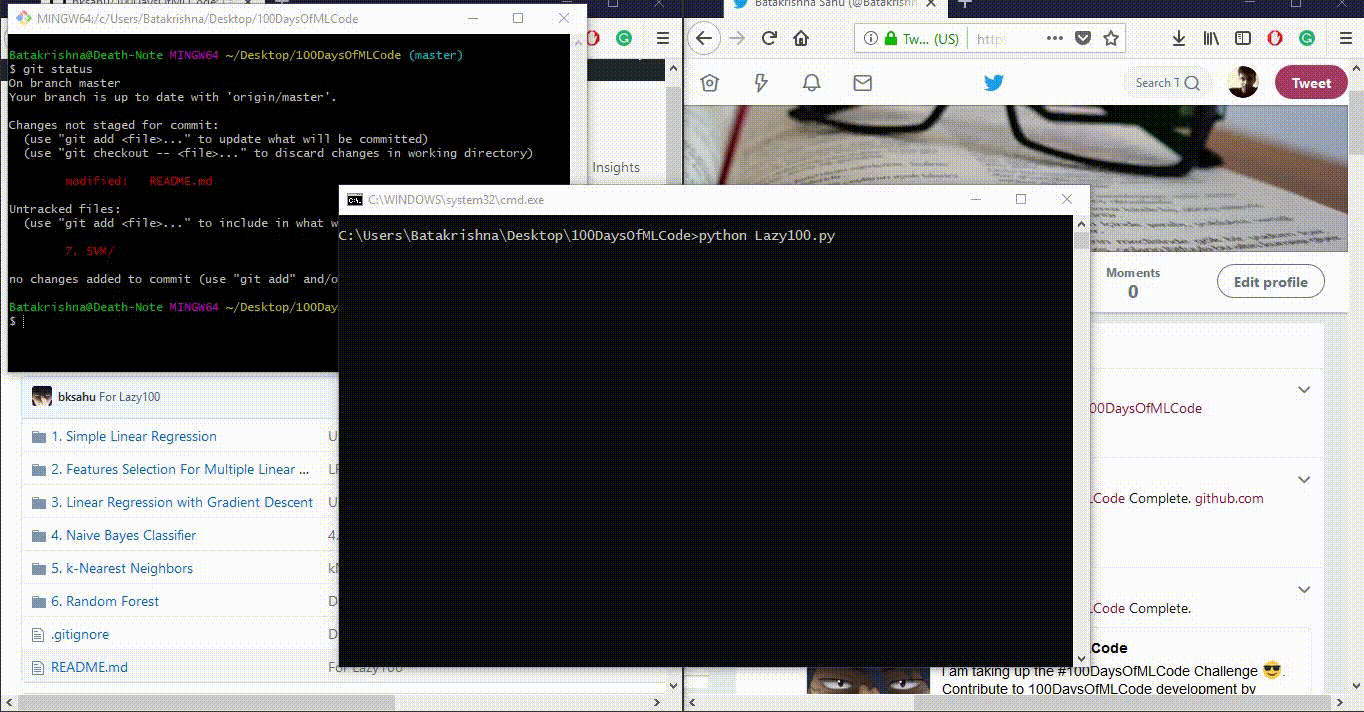 MINGW64:/c/Users/Batakrishna/Desktop/100DaysOfMLCode
Batakrishna@Death-Note MINGW64 ~/Desktop/100DaysOfMLCode (master)
$ git status
On branch master
Your branch is up to date with 'origin/master'.
Changes not staged for commit:
(use "git add <file>..." to update what will be committed)
(use "git checkout -- <file>..." to discard changes in working directory)
modified: README.md
Untracked files:
(use "git add <file>..." to include in what w
7. SVM/
no changes added to commit (use "git add" and/o
Batakrishna@Death-Note MINGW64 ~/Desktop/100Day
$
Insights
C:\WINDOWS\system32\cmd.exe
C:\Users\Batakrishna\Desktop\100DaysOfMLCode>python Lazy100.py
bksahu For Lazy100
1. Simple Linear Regression
2. Features Selection For Multiple Linear ...
3. Linear Regression with Gradient Descent
4. Naive Bayes Classifier
4.
5. k-Nearest Neighbors
6. Random Forest
.gitignore
README.md
For Lazy100
Batakrishna Sahu (@Batakrishn
Tw... (US)
http
Search T
Tweet
Moments
0
Edit profile
00DaysOfMLCode
Code Complete. github.com
Code Complete.
Code
I am taking up the #100DaysOfMLCode Challenge 😎.
Contribute to 100DaysOfMLCode development by